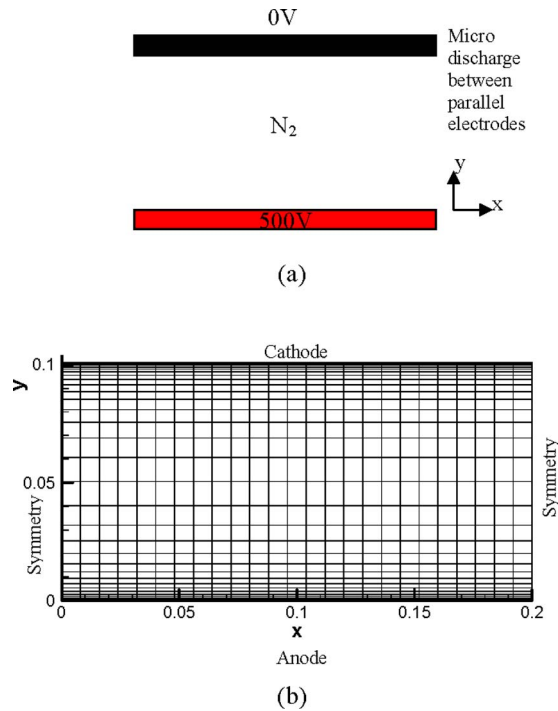 0V
Micro
discharge
between
parallel
electrodes
N₂
y
x
500V
(a)
Cathode
0.1
y
0.05
Symmetry
Symmetry
0
0
0.05
0.1
0.15
0.2
x
Anode
(b)